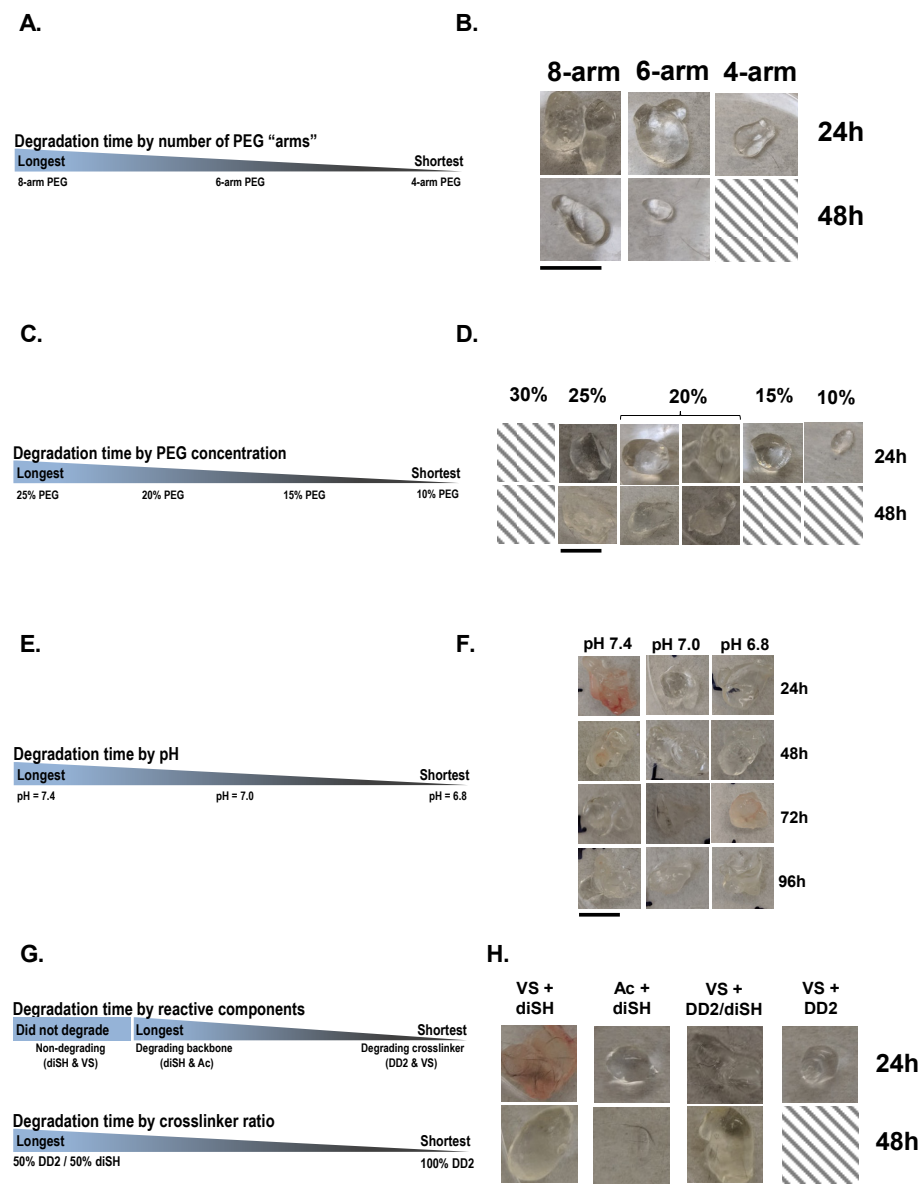 A.
B.
8-arm 6-arm 4-arm
24h
48h
Degradation time by number of PEG “arms”
Longest Shortest
8-arm PEG 6-arm PEG 4-arm PEG
C.
D.
30% 25% 20% 15% 10%
24h
48h
Degradation time by PEG concentration
Longest Shortest
25% PEG 20% PEG 15% PEG 10% PEG
E.
F.
pH 7.4 pH 7.0 pH 6.8
24h
48h
72h
96h
Degradation time by pH
Longest Shortest
pH = 7.4 pH = 7.0 pH = 6.8
G.
H.
Degradation time by reactive components
Did not degrade Longest Shortest
Non-degrading Degrading backbone Degrading crosslinker
(diSH & VS) (diSH & Ac) (DD2 & VS)
Degradation time by crosslinker ratio
Longest Shortest
50% DD2 / 50% diSH 100% DD2
VS + Ac + VS + VS +
diSH diSH DD2/diSH DD2
24h
48h